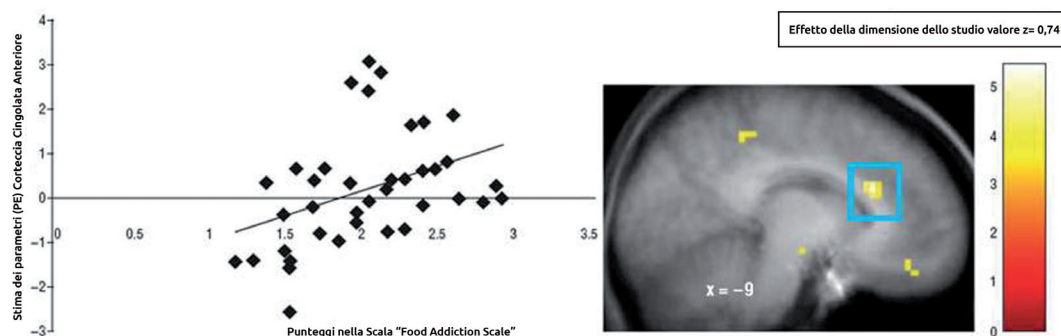 Effetto della dimensione dello studio valore z= 0,74
Stima dei parametri (PE) Corteccia Cingolata Anteriore
4
3
2
1
0
−1
−2
−3
0 0.5 1 1.5 2 2.5 3 3.5
Punteggi nella Scala “Food Addiction Scale”
x = −9
5
4
3
2
1
0